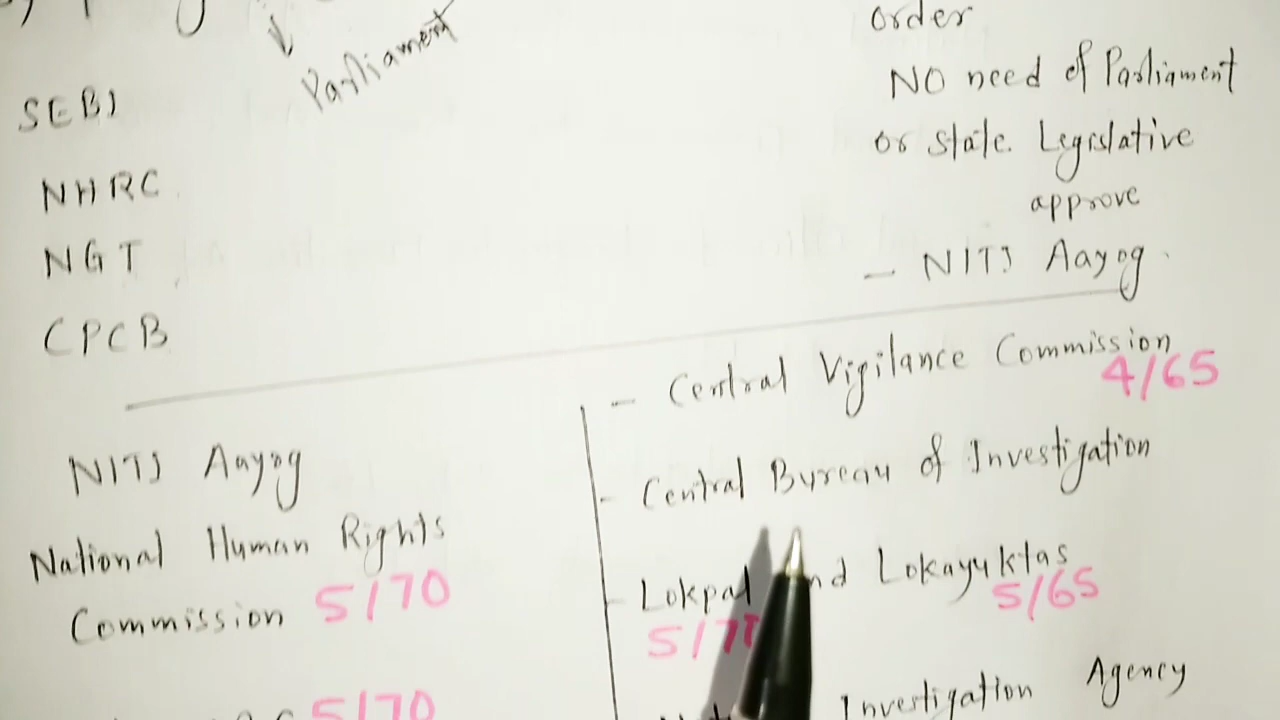 Parliament
SEBI
NHRC
NGT
CPCB
order
NO need of Parliament
or state Legislative
approve
- NITI Aayog
NITI Aayog
National Human Rights
Commission 5/70
5/70
- Central Vigilance Commission
4/65
- Central Bureau of Investigation
- Lokpal and Lokayuktas
5/65
Investigation Agency